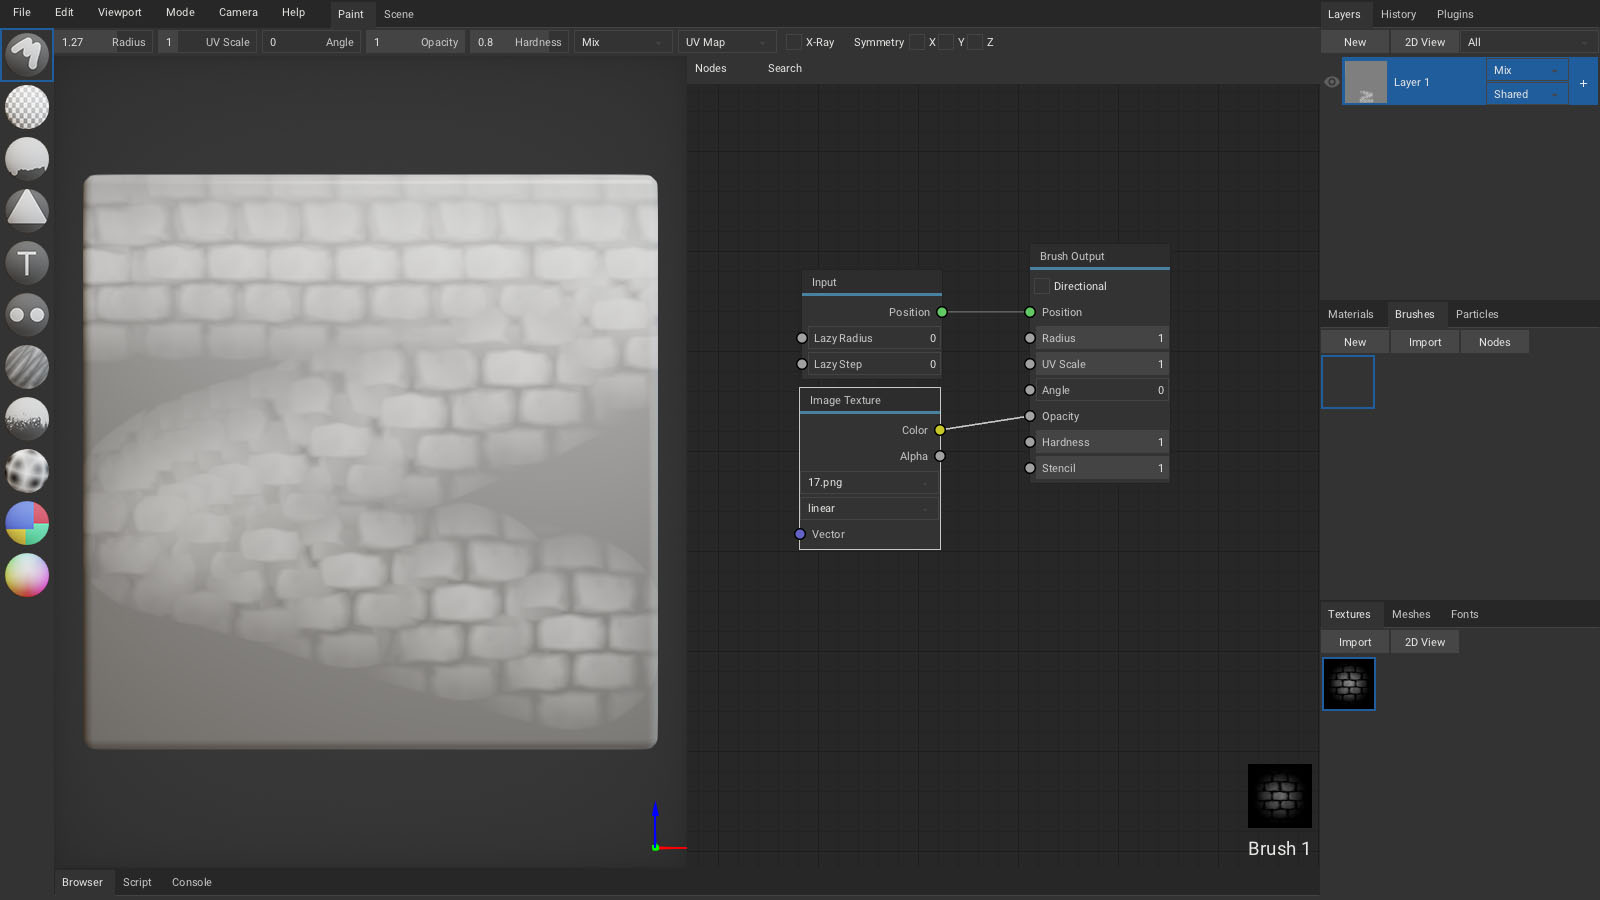 File Edit Viewport Mode Camera Help Paint Scene
Layers History Plugins
1.27 Radius 1 UV Scale 0 Angle 1 Opacity 0.8 Hardness Mix UV Map X-Ray Symmetry X Y Z
New 2D View All
Nodes Search
Layer 1 Mix
Shared
+
T
Input
Position
Lazy Radius 0
Lazy Step 0
Image Texture
Color
Alpha
17.png
linear
Vector
Brush Output
Directional
Position
Radius 1
UV Scale 1
Angle 0
Opacity
Hardness 1
Stencil 1
Materials Brushes Particles
New Import Nodes
Textures Meshes Fonts
Import 2D View
Brush 1
Browser Script Console